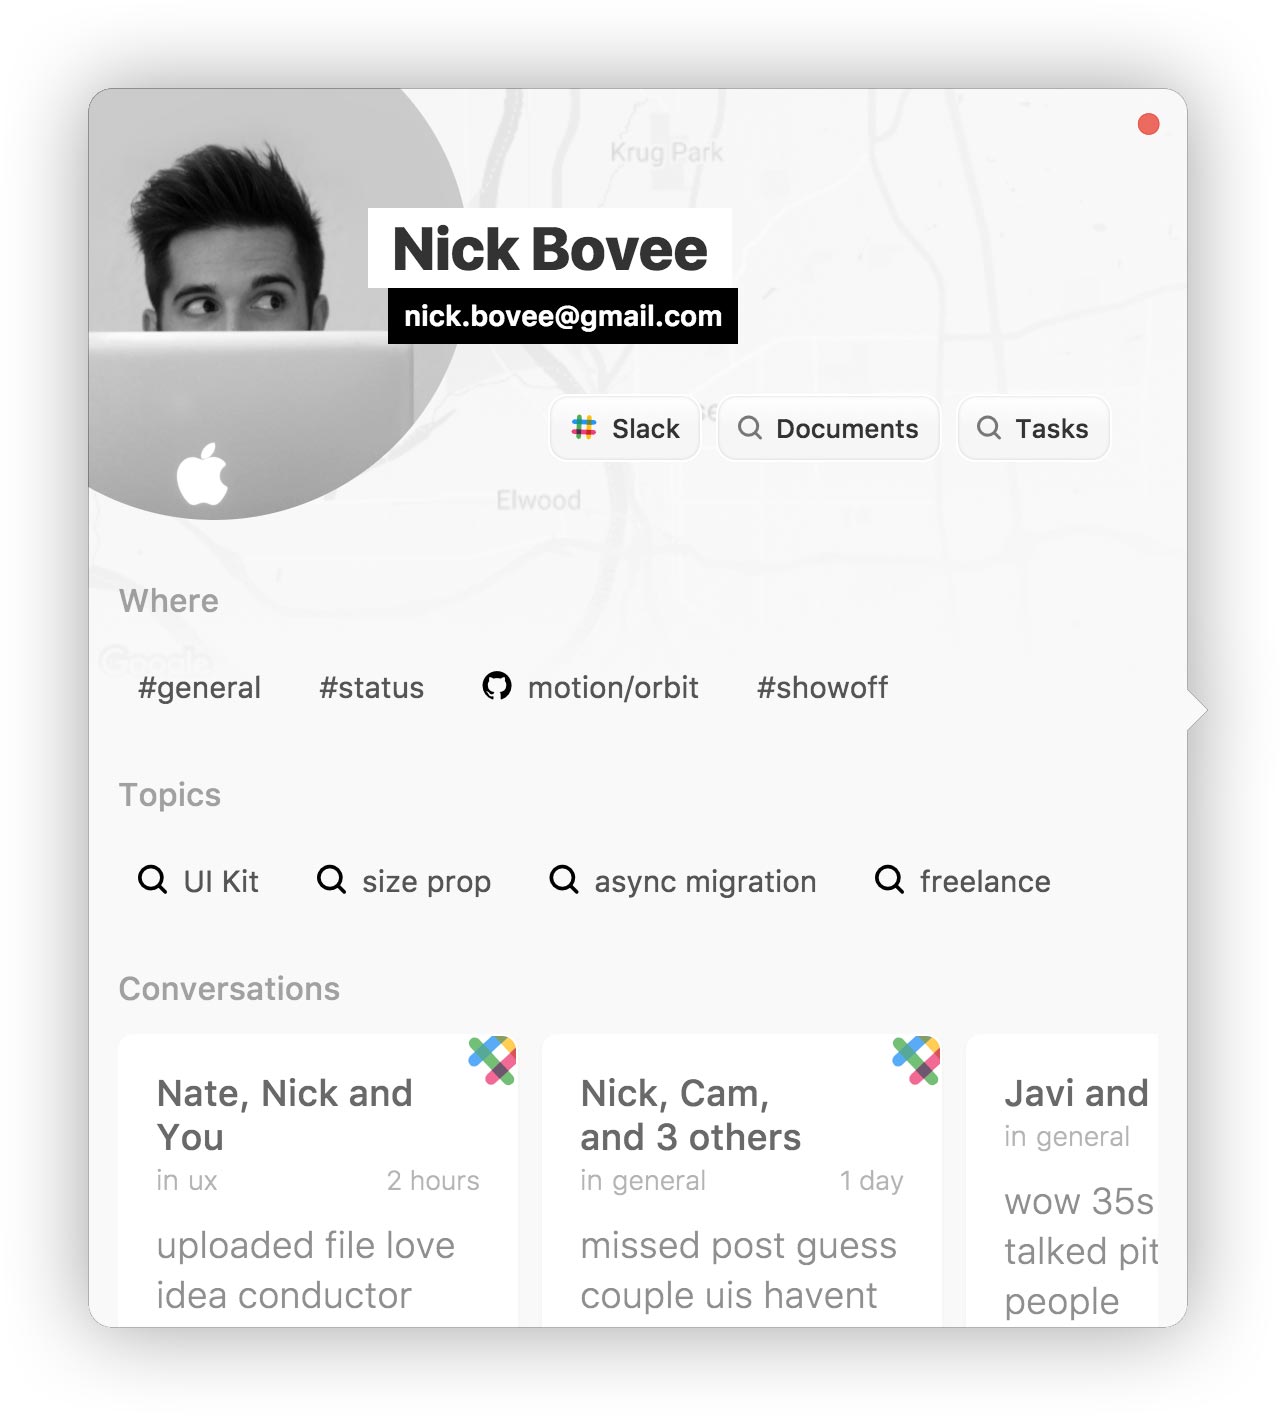 Krug Park
Nick Bovee
nick.bovee@gmail.com
Slack
Documents
Tasks
Elwood
Where
Google
#general
#status
motion/orbit
#showoff
Topics
UI Kit
size prop
async migration
freelance
Conversations
Nate, Nick and
You
in ux
2 hours
uploaded file love
idea conductor
Nick, Cam,
and 3 others
in general
1 day
missed post guess
couple uis havent
Javi and
in general
wow 35s
talked pit
people